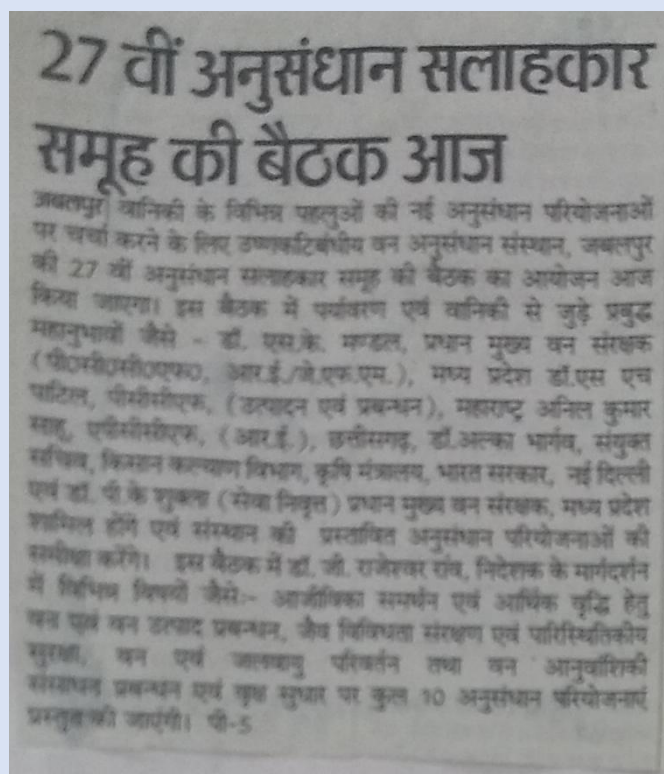 27 वीं अनुसंधान सलाहकार
समूह की बैठक आज
जबलपुर वानिकी के विभिन्न पहलुओं की नई अनुसंधान परियोजनाओं
पर चर्चा करने के लिए उष्णकटिबंधीय वन अनुसंधान संस्थान, जबलपुर
की 27 वीं अनुसंधान सलाहकार समूह की बैठक का आयोजन आज
किया जाएगा। इस बैठक में पर्यावरण एवं वानिकी से जुड़े प्रबुद्ध
महानुभावों जैसे - डॉ. एस.के. मण्डल, प्रधान मुख्य वन संरक्षक
(पी0सी0सी0एफ0, आर.ई./जे.एफ.एम.), मध्य प्रदेश डॉ.एस एच
पाटिल, पीसीसीएफ, (उत्पादन एवं प्रबन्धन), महाराष्ट्र अनिल कुमार
साहू, एपीसीसीएफ, (आर.ई.), छत्तीसगढ़, डॉ.अल्का भार्गव, संयुक्त
सचिव, किसान कल्याण विभाग, कृषि मंत्रालय, भारत सरकार, नई दिल्ली
एवं डॉ. पी के शुक्ला (सेवा निवृत्त) प्रधान मुख्य वन संरक्षक, मध्य प्रदेश
शामिल होंगे एवं संस्थान की प्रस्तावित अनुसंधान परियोजनाओं की
समीक्षा करेंगे। इस बैठक में डॉ. जी. राजेश्वर राव, निदेशक के मार्गदर्शन
में विभिन्न विषयों जैसे:- आजीविका समर्थन एवं आर्थिक वृद्धि हेतु
वन एवं वन उत्पाद प्रबन्धन, जैव विविधता संरक्षण एवं पारिस्थितिकीय
सुरक्षा, वन एवं जलवायु परिवर्तन तथा वन आनुवांशिकी
संसाधन प्रबन्धन एवं वृक्ष सुधार पर कुल 10 अनुसंधान परियोजनाएं
प्रस्तुत की जाएंगी। पी-5